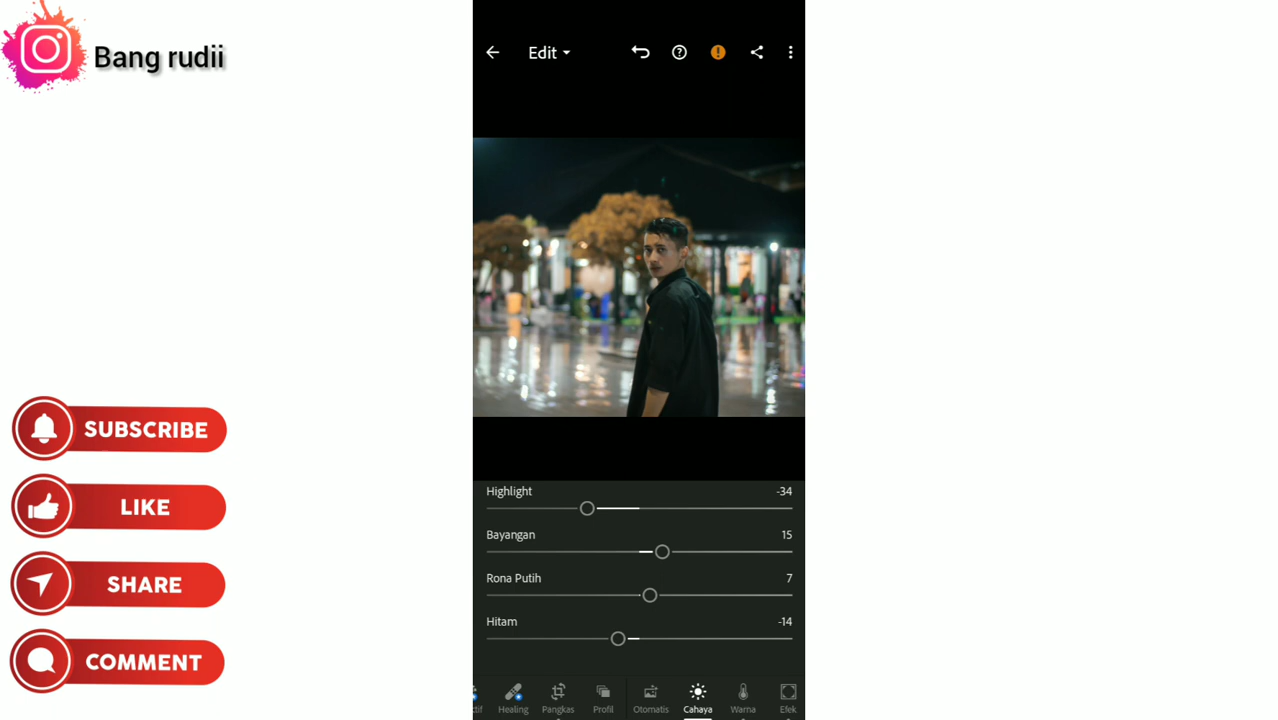 Bang rudii
SUBSCRIBE
LIKE
SHARE
COMMENT
Edit
Highlight -34
Bayangan 15
Rona Putih 7
Hitam -14
tif Healing Pangkas Profil Otomatis Cahaya Warna Efek